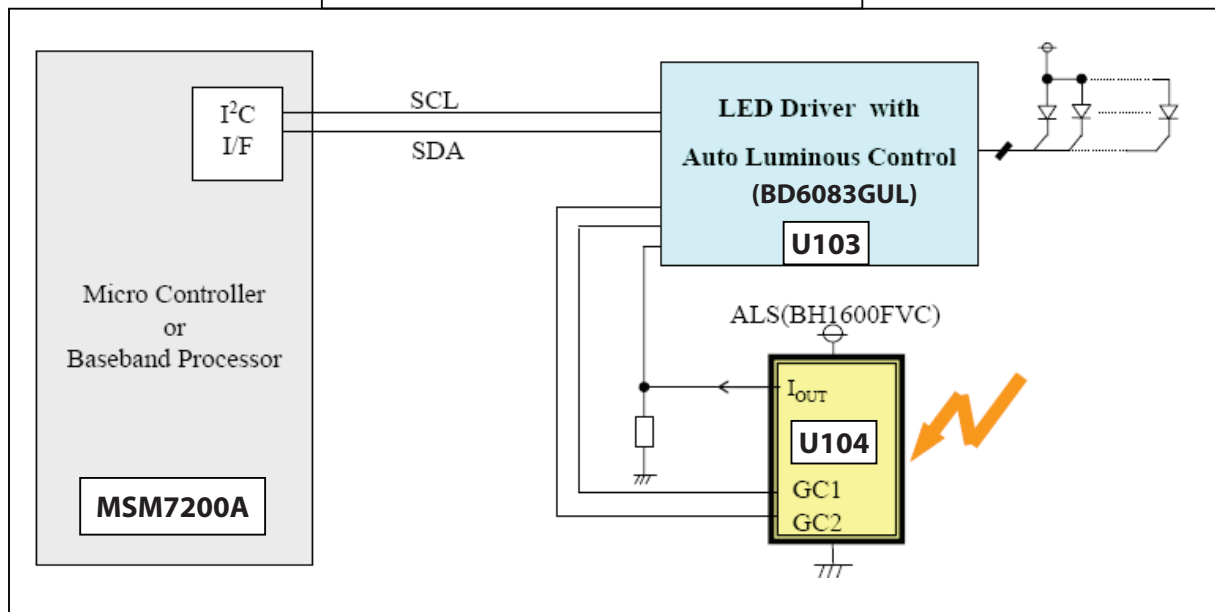 I²C
I/F
SCL
SDA
LED Driver with
Auto Luminous Control
(BD6083GUL)
U103
Micro Controller
or
Baseband Processor
MSM7200A
ALS(BH1600FVC)
IOUT
U104
GC1
GC2